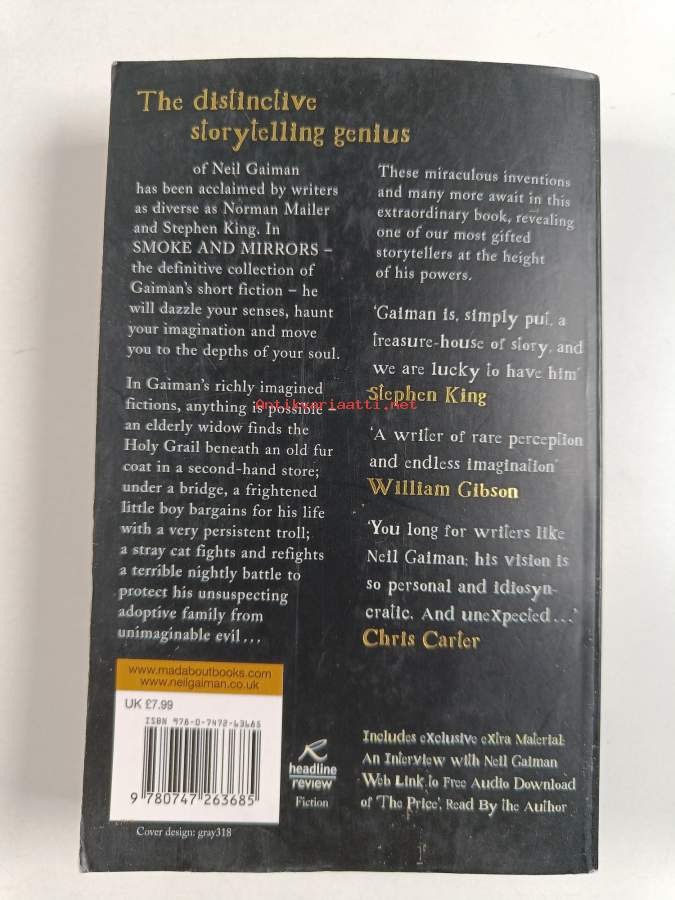 The distinctive
storytelling genius
of Neil Gaiman
has been acclaimed by writers
as diverse as Norman Mailer
and Stephen King. In
SMOKE AND MIRRORS –
the definitive collection of
Gaiman's short fiction – he
will dazzle your senses, haunt
your imagination and move
you to the depths of your soul.
In Gaiman's richly imagined
fictions, anything is possible –
an elderly widow finds the
Holy Grail beneath an old fur
coat in a second-hand store;
under a bridge, a frightened
little boy bargains for his life
with a very persistent troll;
a stray cat fights and refights
a terrible nightly battle to
protect his unsuspecting
adoptive family from
unimaginable evil...
These miraculous inventions
and many more await in this
extraordinary book, revealing
one of our most gifted
storytellers at the height
of his powers.
'Gaiman is, simply put, a
treasure-house of story, and
we are lucky to have him'
Stephen King
'A writer of rare perception
and endless imagination'
William Gibson
'You long for writers like
Neil Gaiman; his vision is
so personal and idiosyn-
cratic. And unexpected...'
Chris Carter
Antikvariaatti.net
www.madaboutbooks.com
www.neilgaiman.co.uk
UK £7.99
ISBN 978-0-7472-6368-5
9 780747 263685
Cover design: gray318
headline
review
Fiction
Includes exclusive extra Material:
An Interview with Neil Gaiman
Web Link to Free Audio Download
of 'The Price', Read By the Author